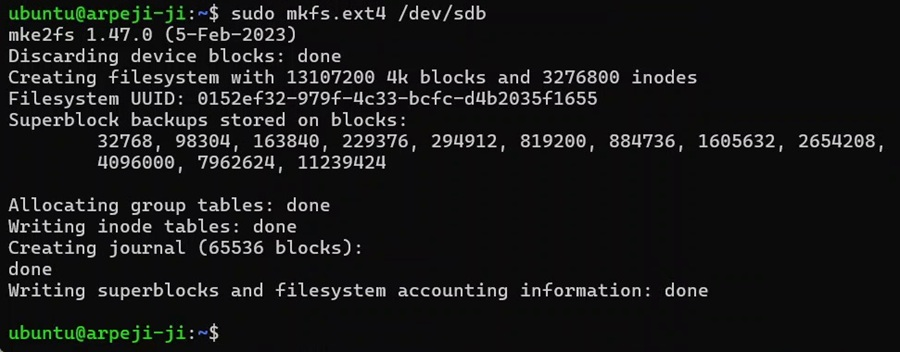 ubuntu@arpeji-ji:~$ sudo mkfs.ext4 /dev/sdb
mke2fs 1.47.0 (5-Feb-2023)
Discarding device blocks: done
Creating filesystem with 13107200 4k blocks and 3276800 inodes
Filesystem UUID: 0152ef32-979f-4c33-bcfc-d4b2035f1655
Superblock backups stored on blocks:
32768, 98304, 163840, 229376, 294912, 819200, 884736, 1605632, 2654208,
4096000, 7962624, 11239424
Allocating group tables: done
Writing inode tables: done
Creating journal (65536 blocks):
done
Writing superblocks and filesystem accounting information: done
ubuntu@arpeji-ji:~$